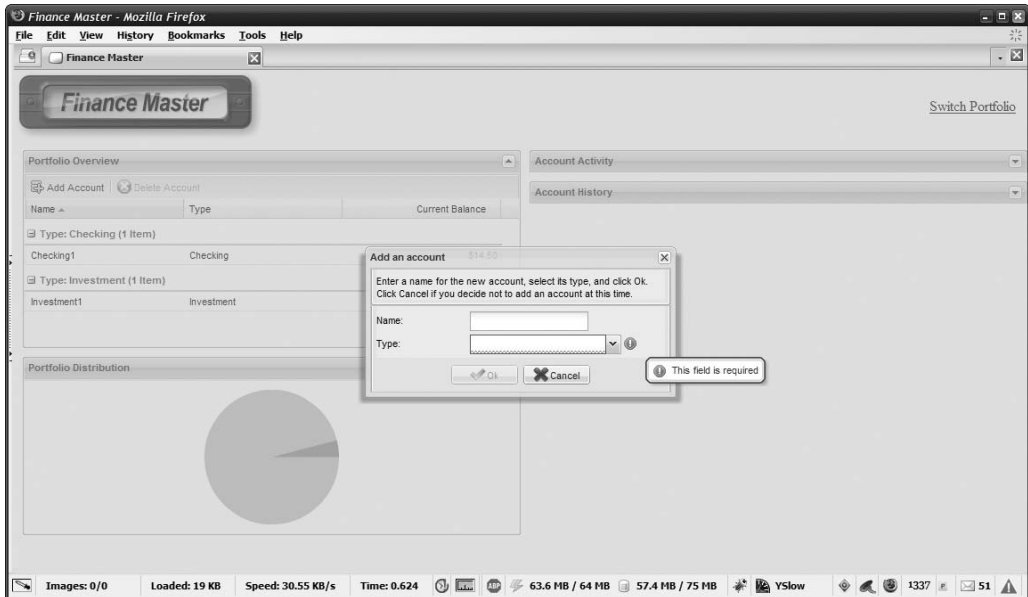 Finance Master - Mozilla Firefox
File Edit View History Bookmarks Tools Help
Finance Master
Finance Master
Switch Portfolio
Portfolio Overview
Add Account Delete Account
Name Type Current Balance
Type: Checking (1 Item)
Checking1 Checking $14.50
Type: Investment (1 Item)
Investment1 Investment
Portfolio Distribution
Account Activity
Account History
Add an account
Enter a name for the new account, select its type, and click Ok.
Click Cancel if you decide not to add an account at this time.
Name:
Type:
Ok Cancel
This field is required
Images: 0/0 Loaded: 19 KB Speed: 30.55 KB/s Time: 0.624 ABP 63.6 MB / 64 MB 57.4 MB / 75 MB YSlow 1337 51